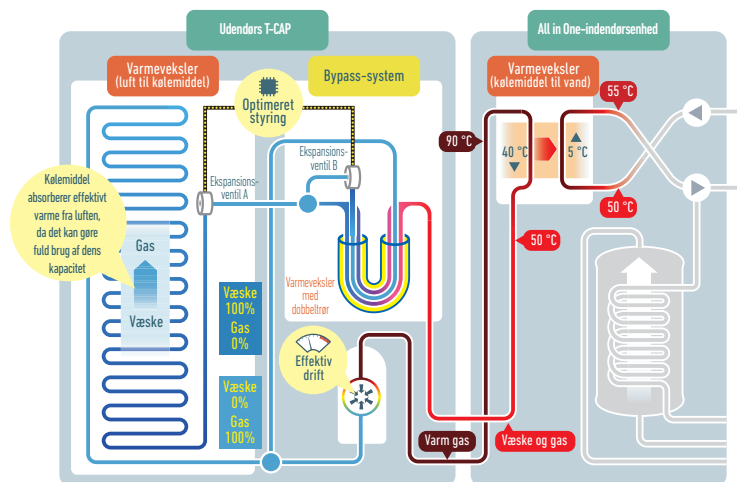 Udendørs T-CAP
All in One-indendørsenhed
Varmeveksler
(luft til kølemiddel)
Bypass-system
Varmeveksler
(kølemiddel til vand)
Optimeret
styring
55 °C
90 °C
40 °C
5 °C
50 °C
50 °C
Ekspansions-
ventil B
Ekspansions-
ventil A
Kølemiddel
absorberer effektivt
varme fra luften,
da det kan gøre
fuld brug af dens
kapacitet
Gas
Væske
Varmeveksler
med
dobbeltrør
Væske
100%
Gas
0%
Effektiv
drift
Væske
0%
Gas
100%
Varm gas
Væske og gas